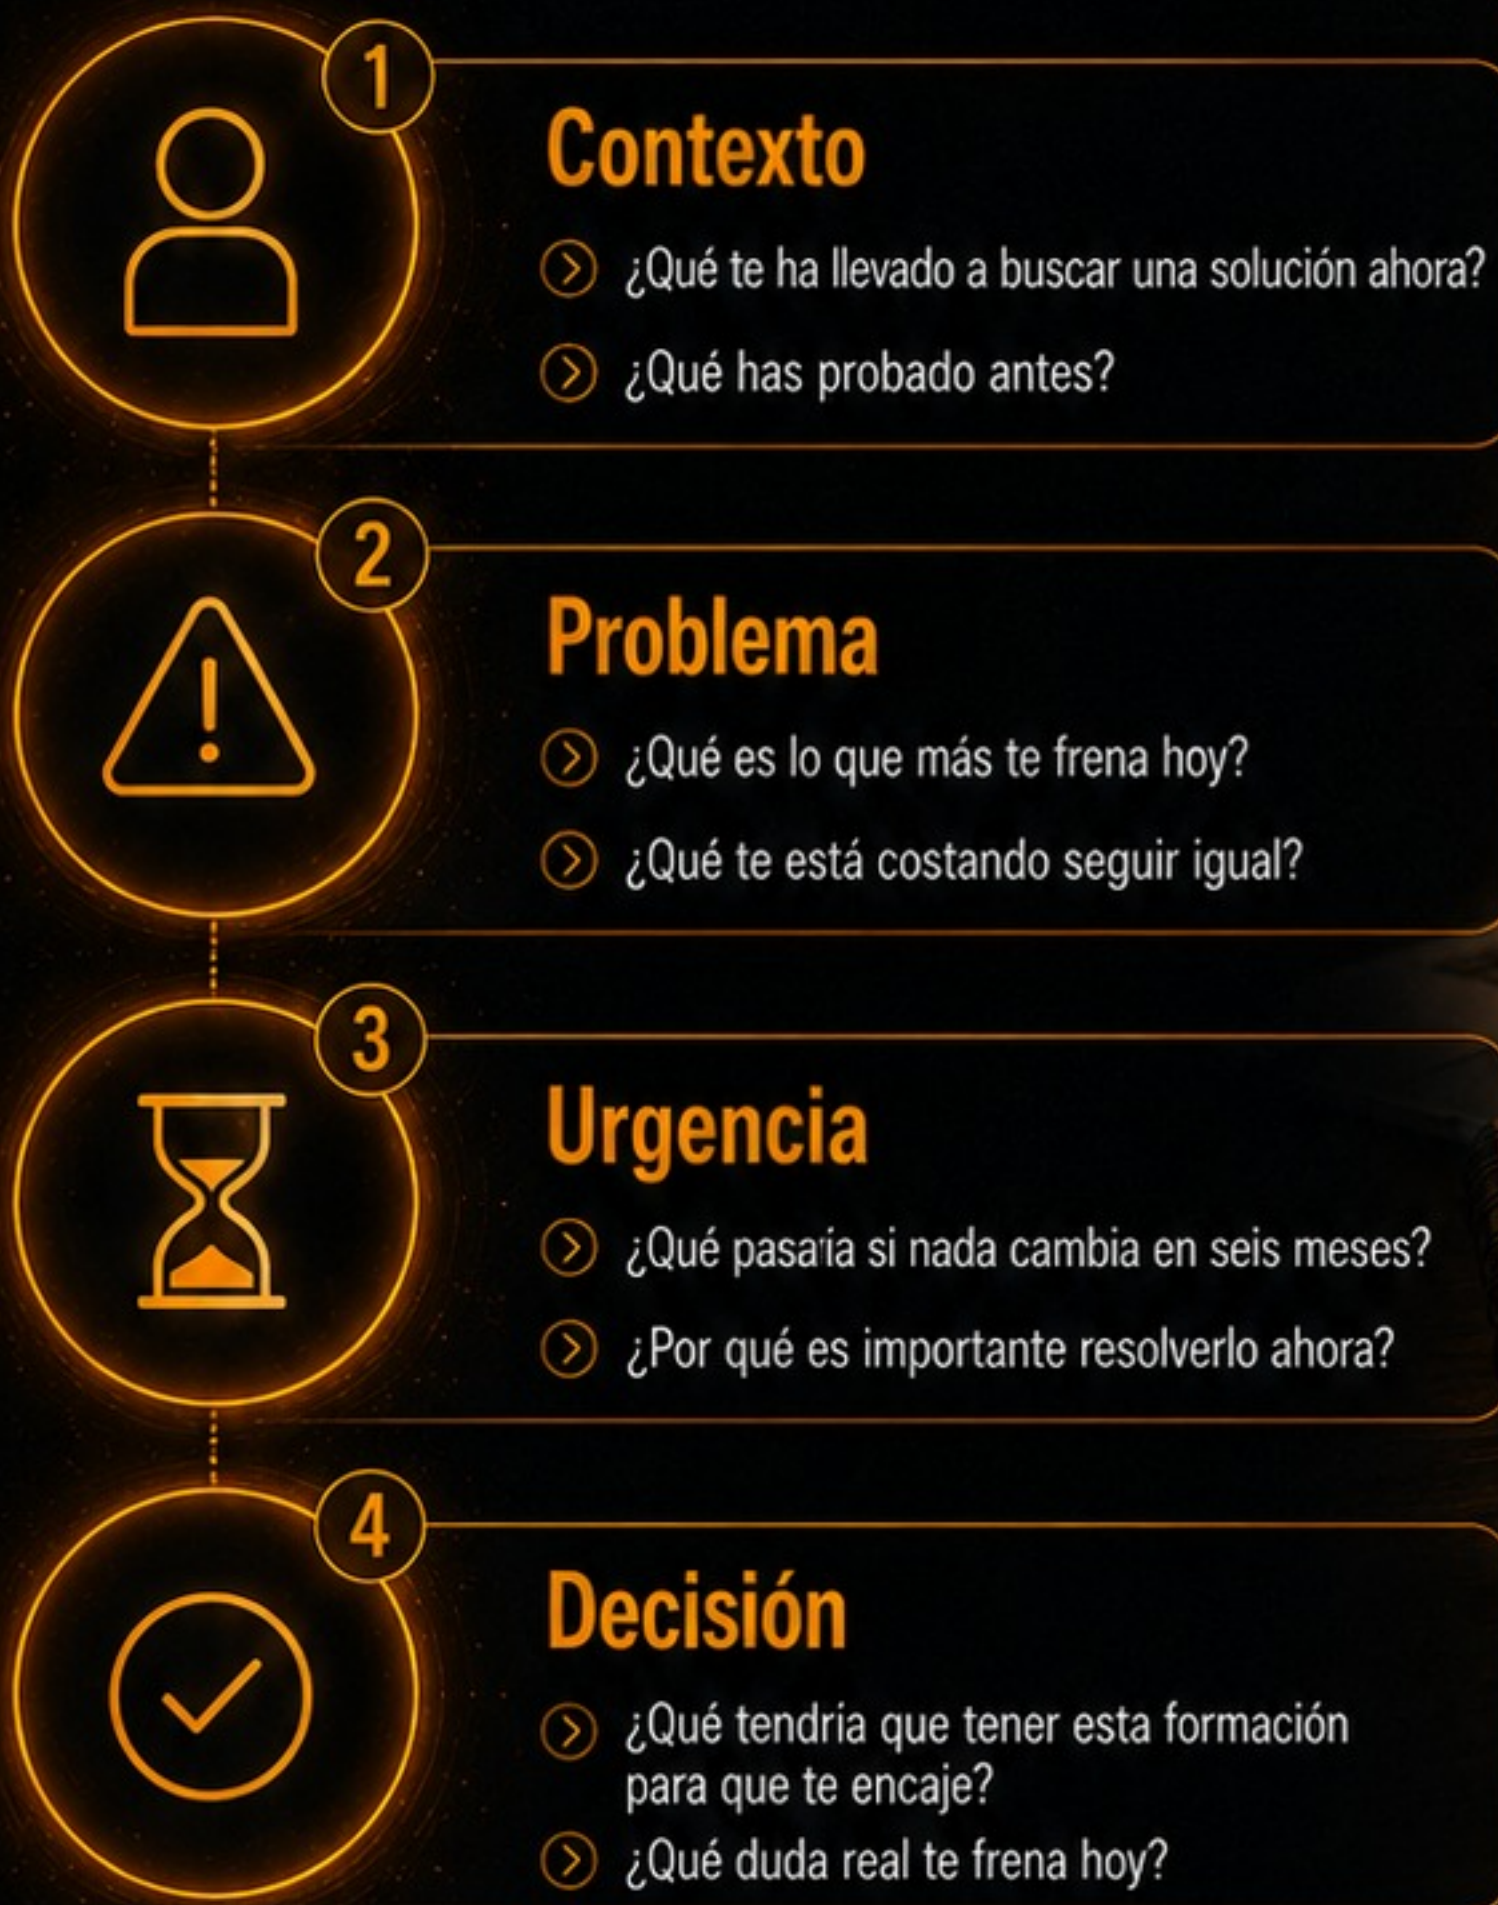 1
Contexto
¿Qué te ha llevado a buscar una solución ahora?
¿Qué has probado antes?
2
Problema
¿Qué es lo que más te frena hoy?
¿Qué te está costando seguir igual?
3
Urgencia
¿Qué pasaría si nada cambia en seis meses?
¿Por qué es importante resolverlo ahora?
4
Decisión
¿Qué tendría que tener esta formación
para que te encaje?
¿Qué duda real te frena hoy?